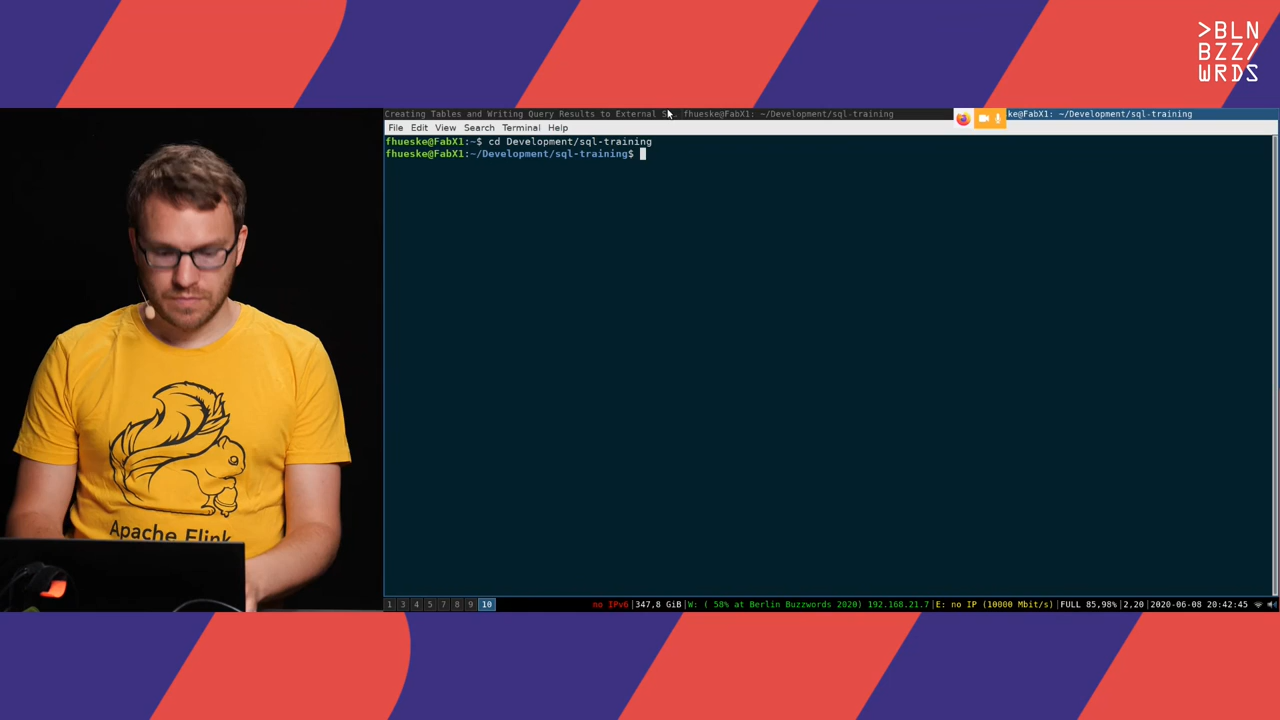 >BLN
BZZ/
WRDS
Creating Tables and Writing Query Results to External S…
fhueske@FabX1: ~/Development/sql-training
ke@FabX1: ~/Development/sql-training
File Edit View Search Terminal Help
fhueske@FabX1:~$ cd Development/sql-training
fhueske@FabX1:~/Development/sql-training$
Apache Flink
1 3 4 5 7 8 9 10
no IPv6|347,8 GiB|W: ( 58% at Berlin Buzzwords 2020) 192.168.21.7|E: no IP (10000 Mbit/s)|FULL 85,98%|2,20|2020-06-08 20:42:45